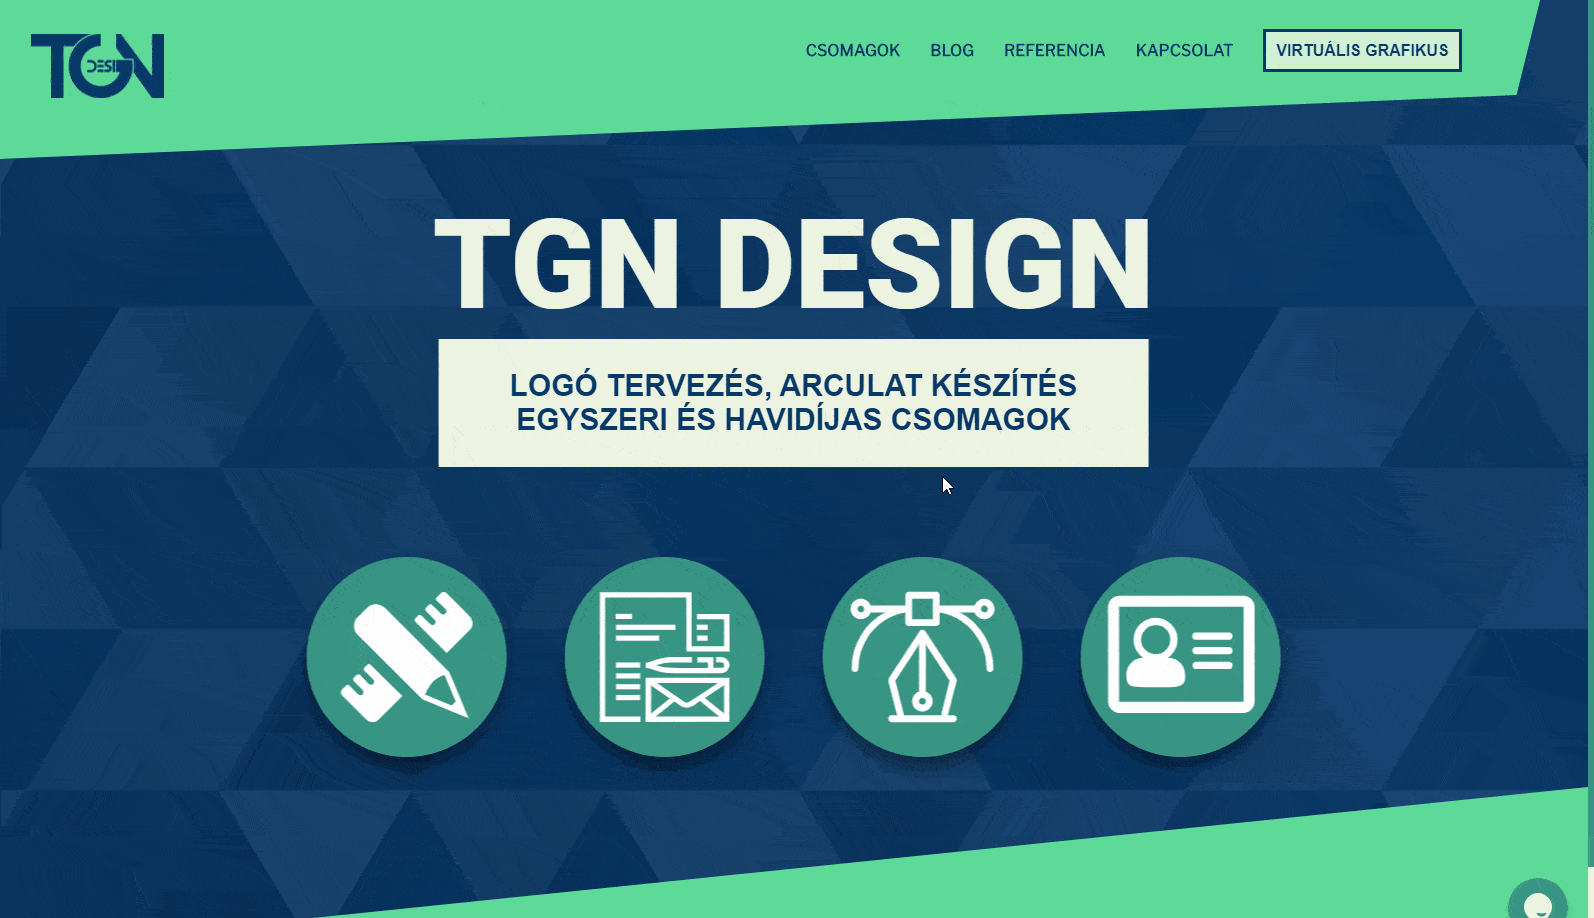 TGN
DESIGN
CSOMAGOK
BLOG
REFERENCIA
KAPCSOLAT
VIRTUÁLIS GRAFIKUS
TGN DESIGN
LOGÓ TERVEZÉS, ARCULAT KÉSZÍTÉS
EGYSZERI ÉS HAVIDÍJAS CSOMAGOK